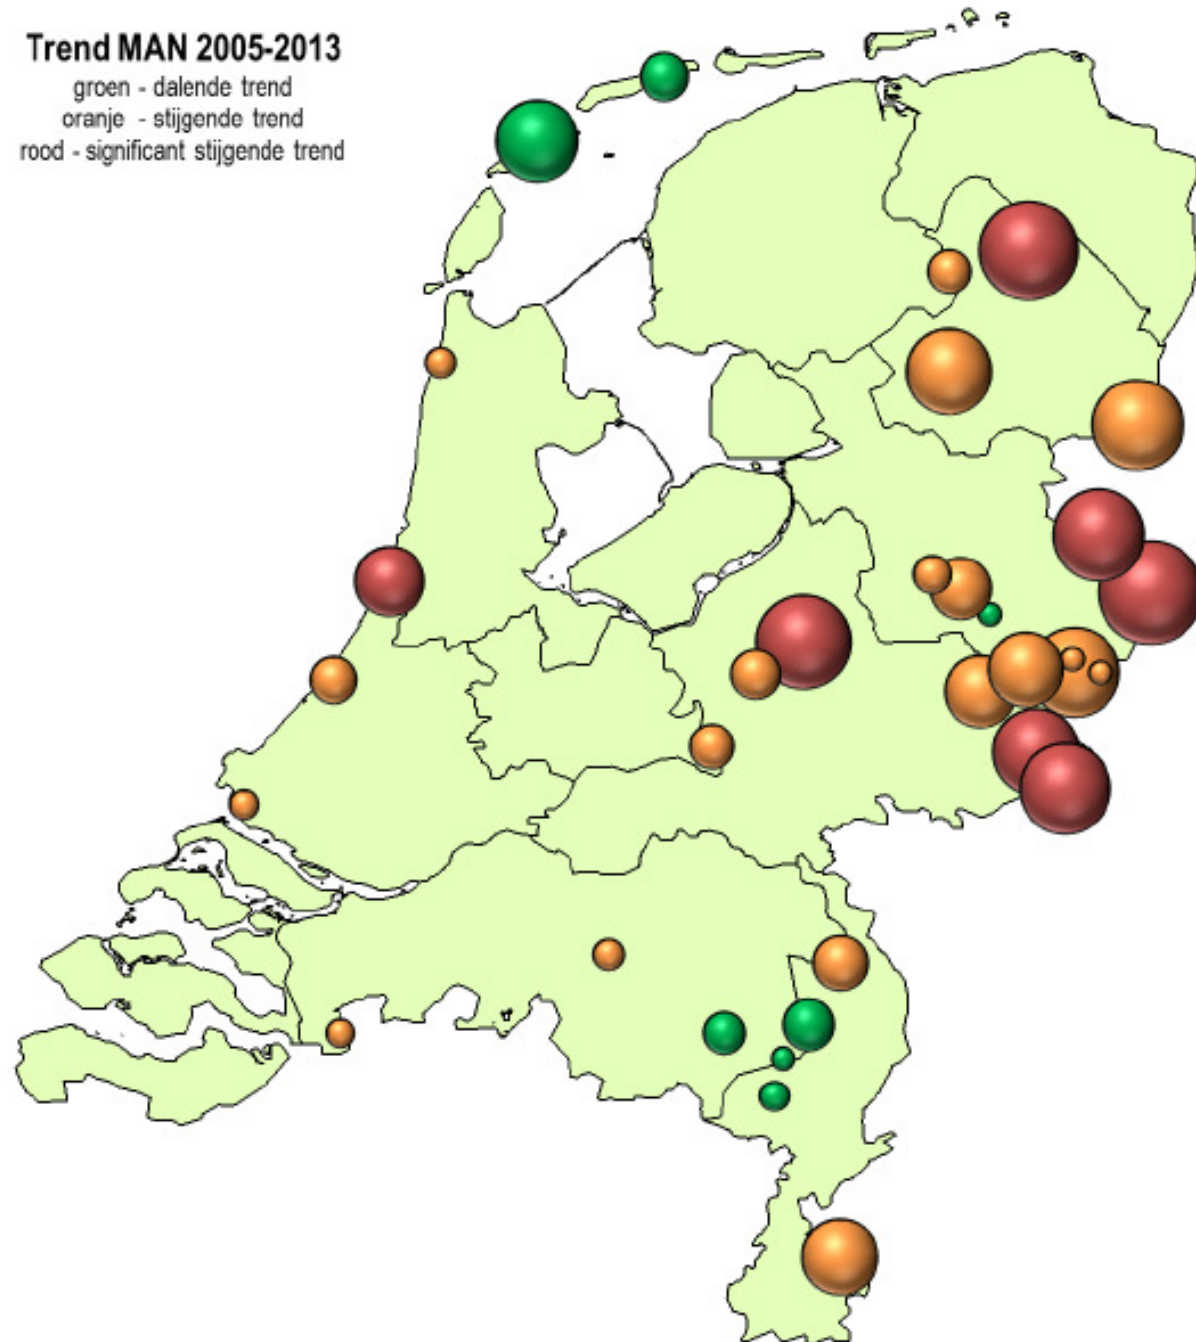 Trend MAN 2005-2013
groen - dalende trend
oranje - stijgende trend
rood - significant stijgende trend